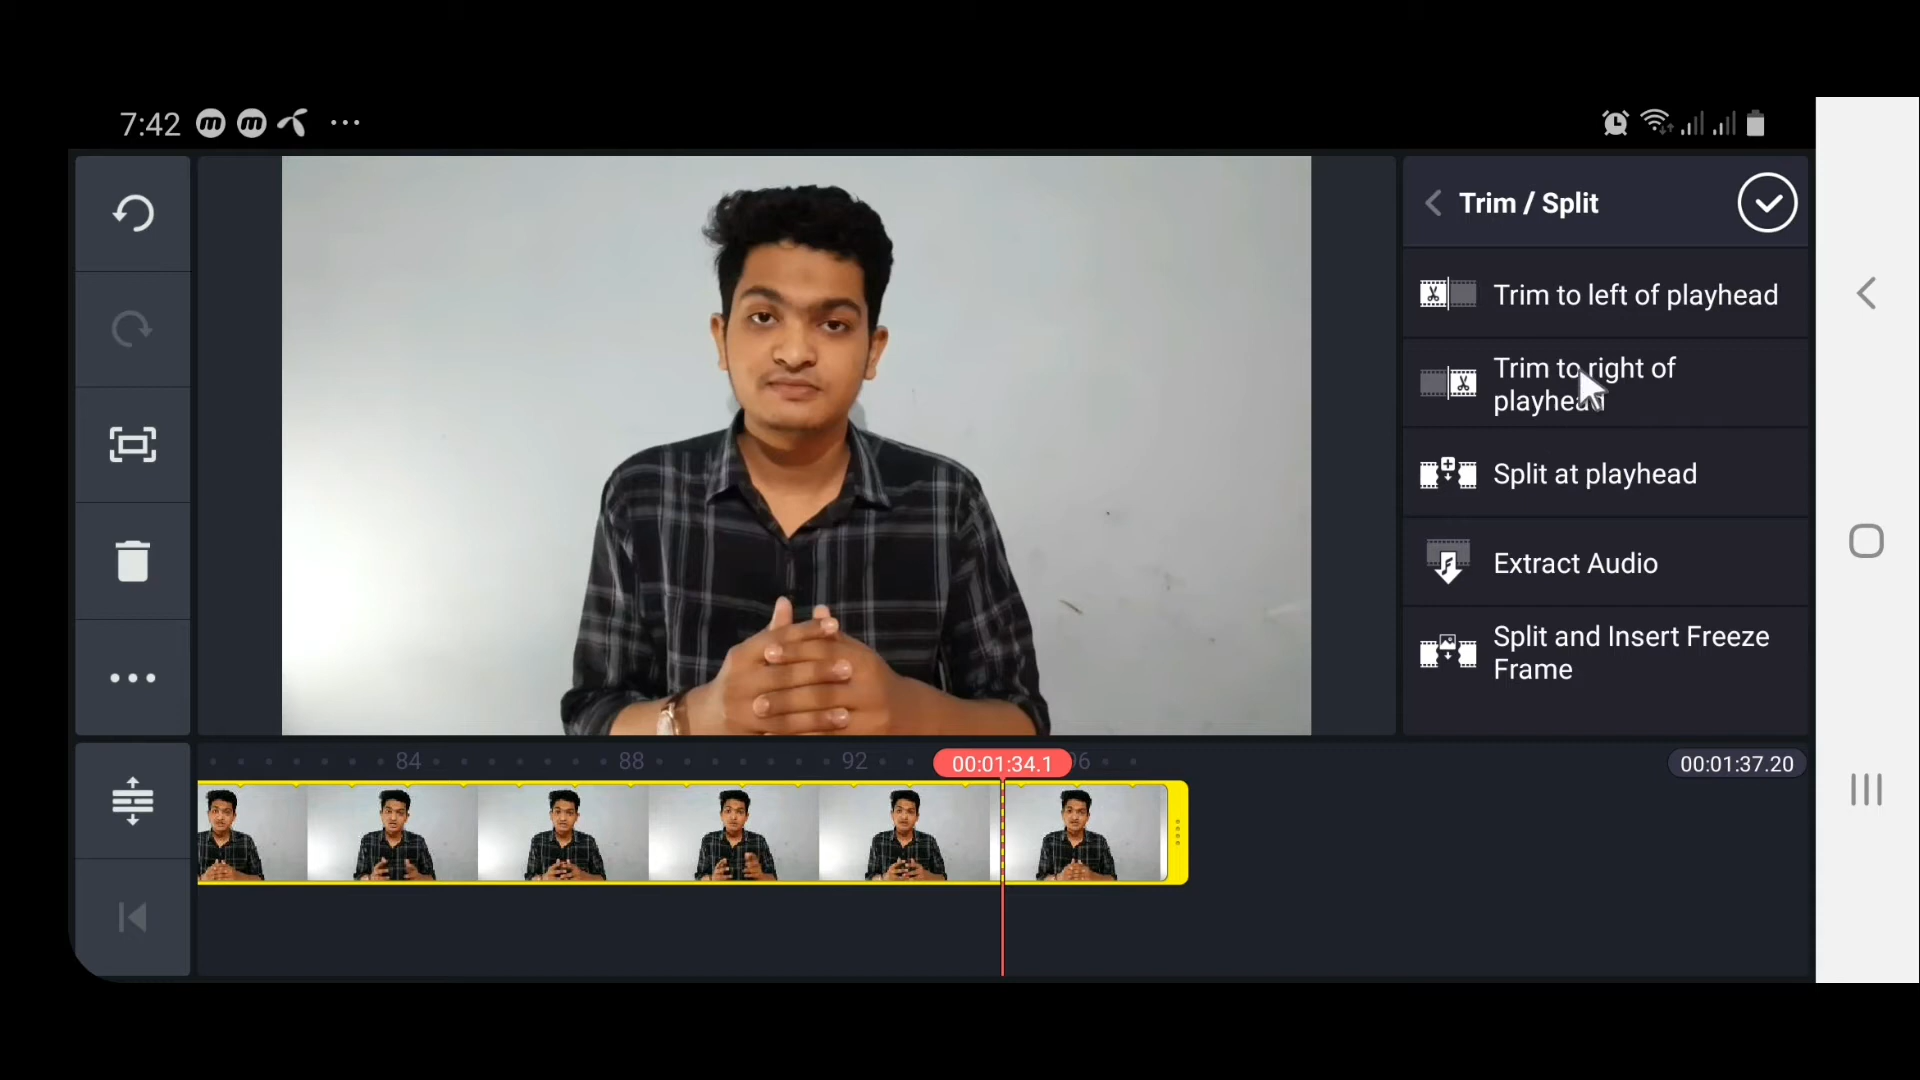 7:42
Trim / Split
Trim to left of playhead
Trim to right of
playhead
Split at playhead
Extract Audio
Split and Insert Freeze
Frame
84 88 92 96
00:01:34.1
00:01:37.20